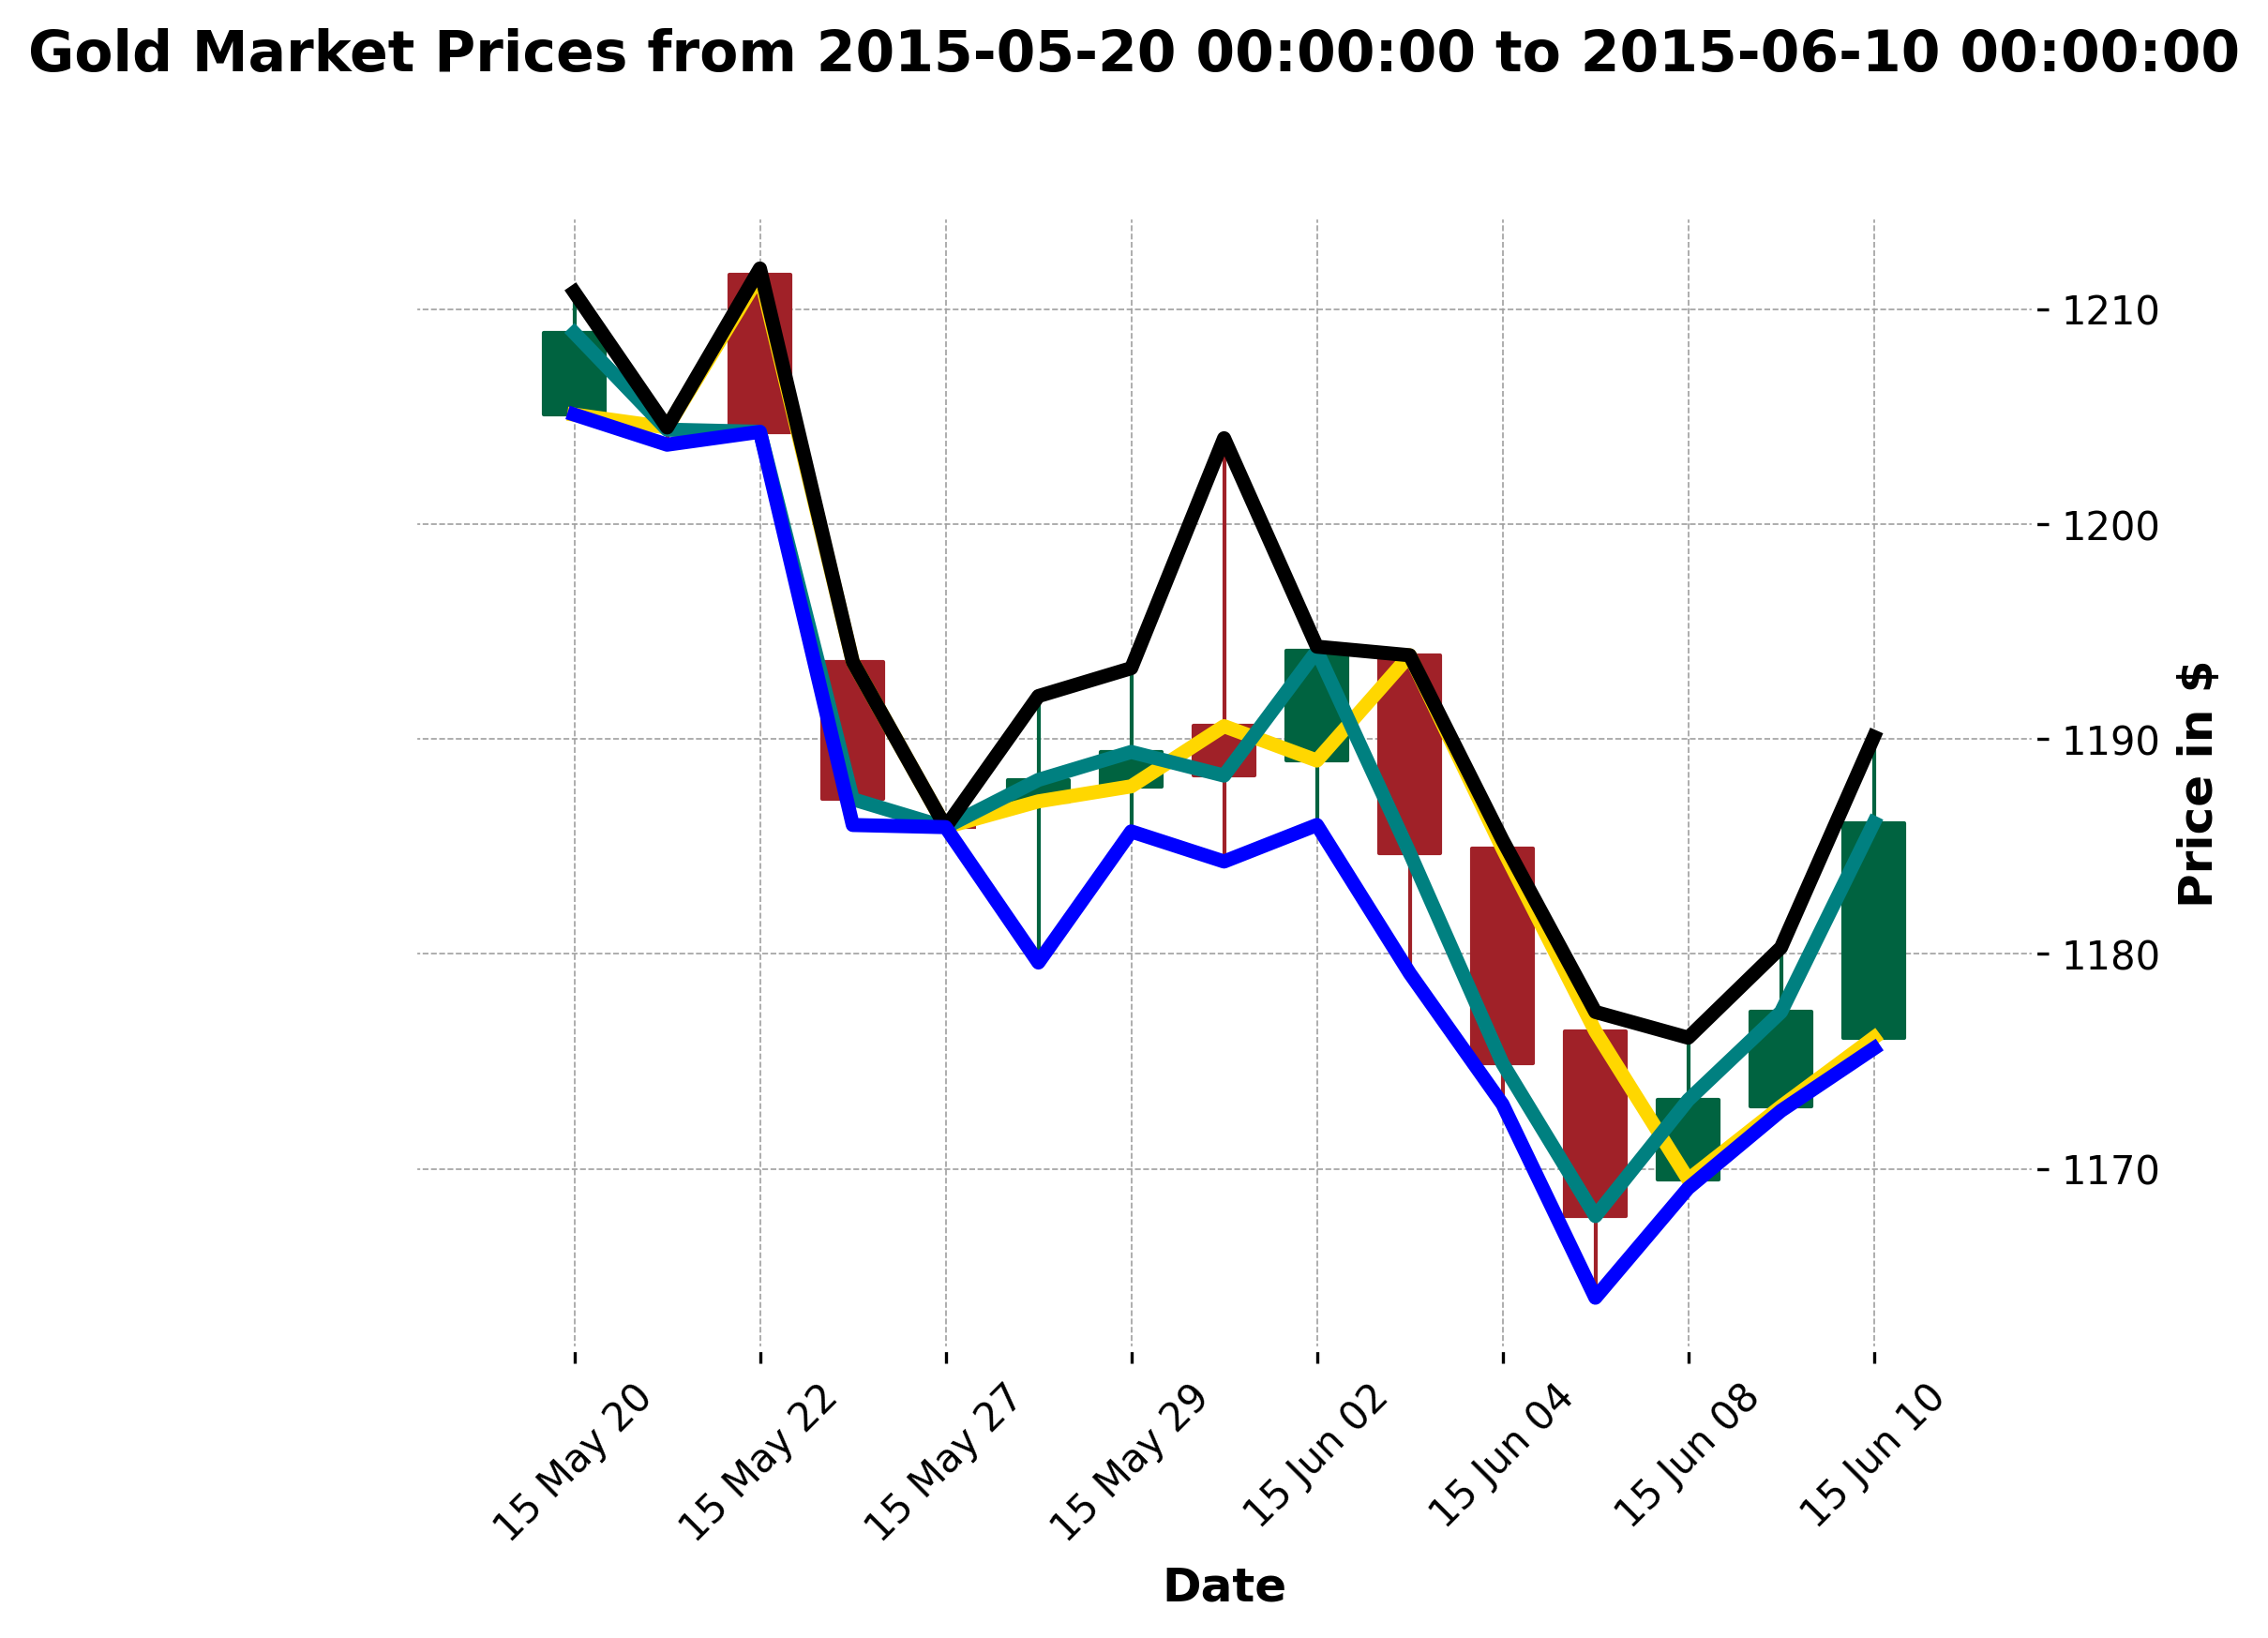 Gold Market Prices from 2015-05-20 00:00:00 to 2015-06-10 00:00:00
1210
1200
1190
1180
1170
Price in $
15 May 20
15 May 22
15 May 27
15 May 29
15 Jun 02
15 Jun 04
15 Jun 08
15 Jun 10
Date